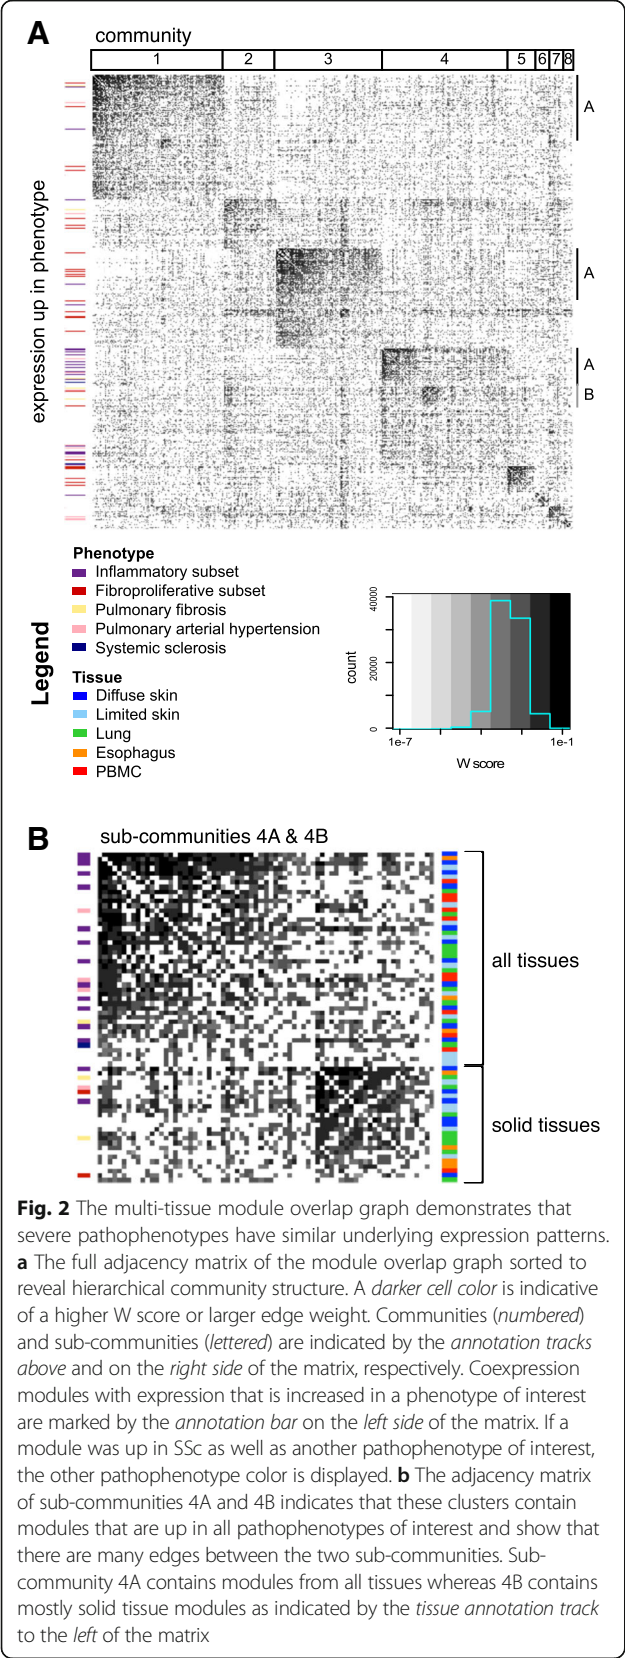 A
community
1 2 3 4 5 6 7 8
expression up in phenotype
A
A
A
B
Legend
Phenotype
Inflammatory subset
Fibroproliferative subset
Pulmonary fibrosis
Pulmonary arterial hypertension
Systemic sclerosis
Tissue
Diffuse skin
Limited skin
Lung
Esophagus
PBMC
count
0 20000 40000
1e-7 1e-1
W score
B
sub-communities 4A & 4B
all tissues
solid tissues
Fig. 2 The multi-tissue module overlap graph demonstrates that
severe pathophenotypes have similar underlying expression patterns.
a The full adjacency matrix of the module overlap graph sorted to
reveal hierarchical community structure. A darker cell color is indicative
of a higher W score or larger edge weight. Communities (numbered)
and sub-communities (lettered) are indicated by the annotation tracks
above and on the right side of the matrix, respectively. Coexpression
modules with expression that is increased in a phenotype of interest
are marked by the annotation bar on the left side of the matrix. If a
module was up in SSc as well as another pathophenotype of interest,
the other pathophenotype color is displayed. b The adjacency matrix
of sub-communities 4A and 4B indicates that these clusters contain
modules that are up in all pathophenotypes of interest and show that
there are many edges between the two sub-communities. Sub-
community 4A contains modules from all tissues whereas 4B contains
mostly solid tissue modules as indicated by the tissue annotation track
to the left of the matrix